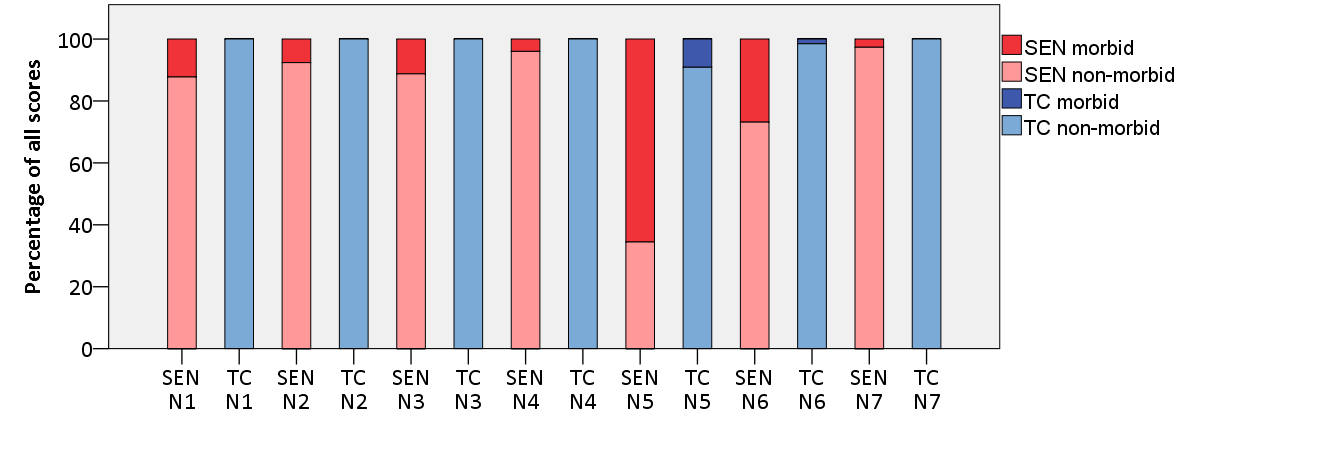 Percentage of all scores
100
80
60
40
20
0
SEN N1
TC N1
SEN N2
TC N2
SEN N3
TC N3
SEN N4
TC N4
SEN N5
TC N5
SEN N6
TC N6
SEN N7
TC N7
SEN morbid
SEN non-morbid
TC morbid
TC non-morbid